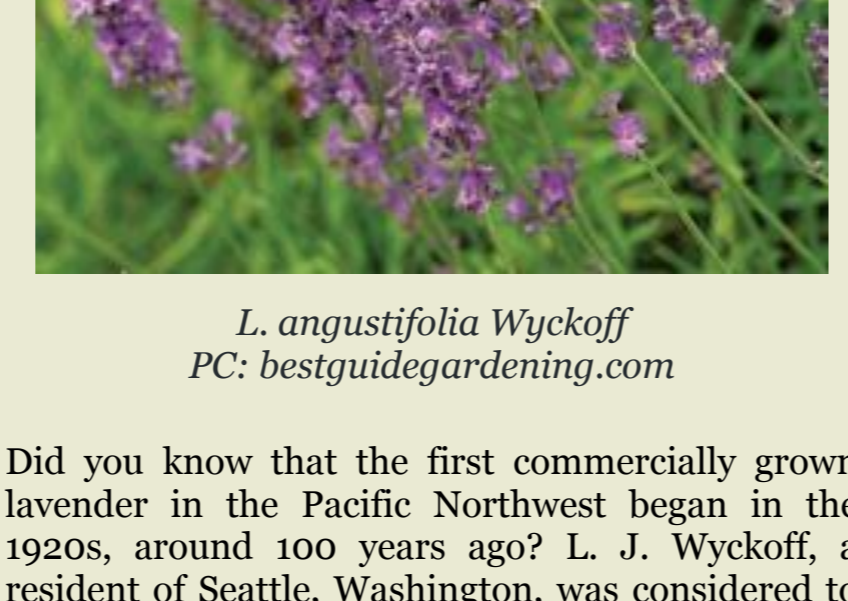 L. angustifolia Wyckoff
PC: bestguidegardening.com
Did you know that the first commercially grown
lavender in the Pacific Northwest began in the
1920s, around 100 years ago? L. J. Wyckoff, a
resident of Seattle, Washington, was considered to